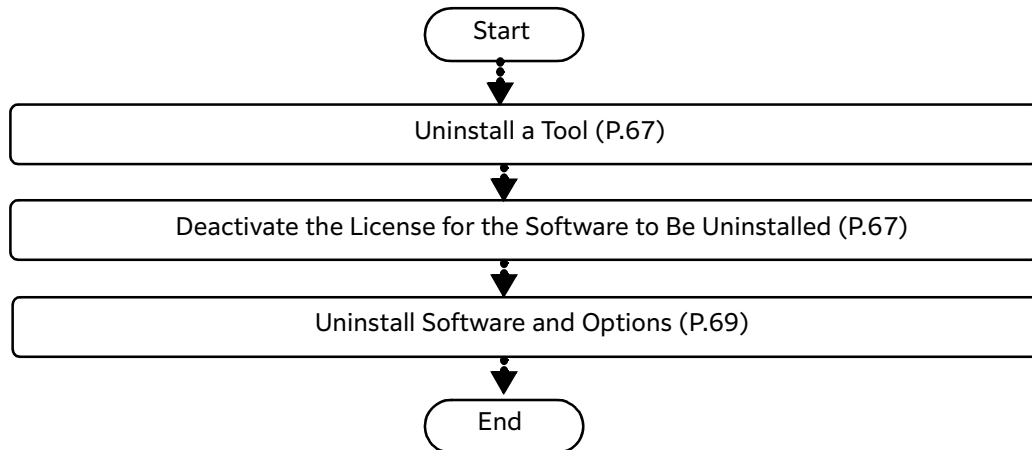 Start
Uninstall a Tool (P.67)
Deactivate the License for the Software to Be Uninstalled (P.67)
Uninstall Software and Options (P.69)
End